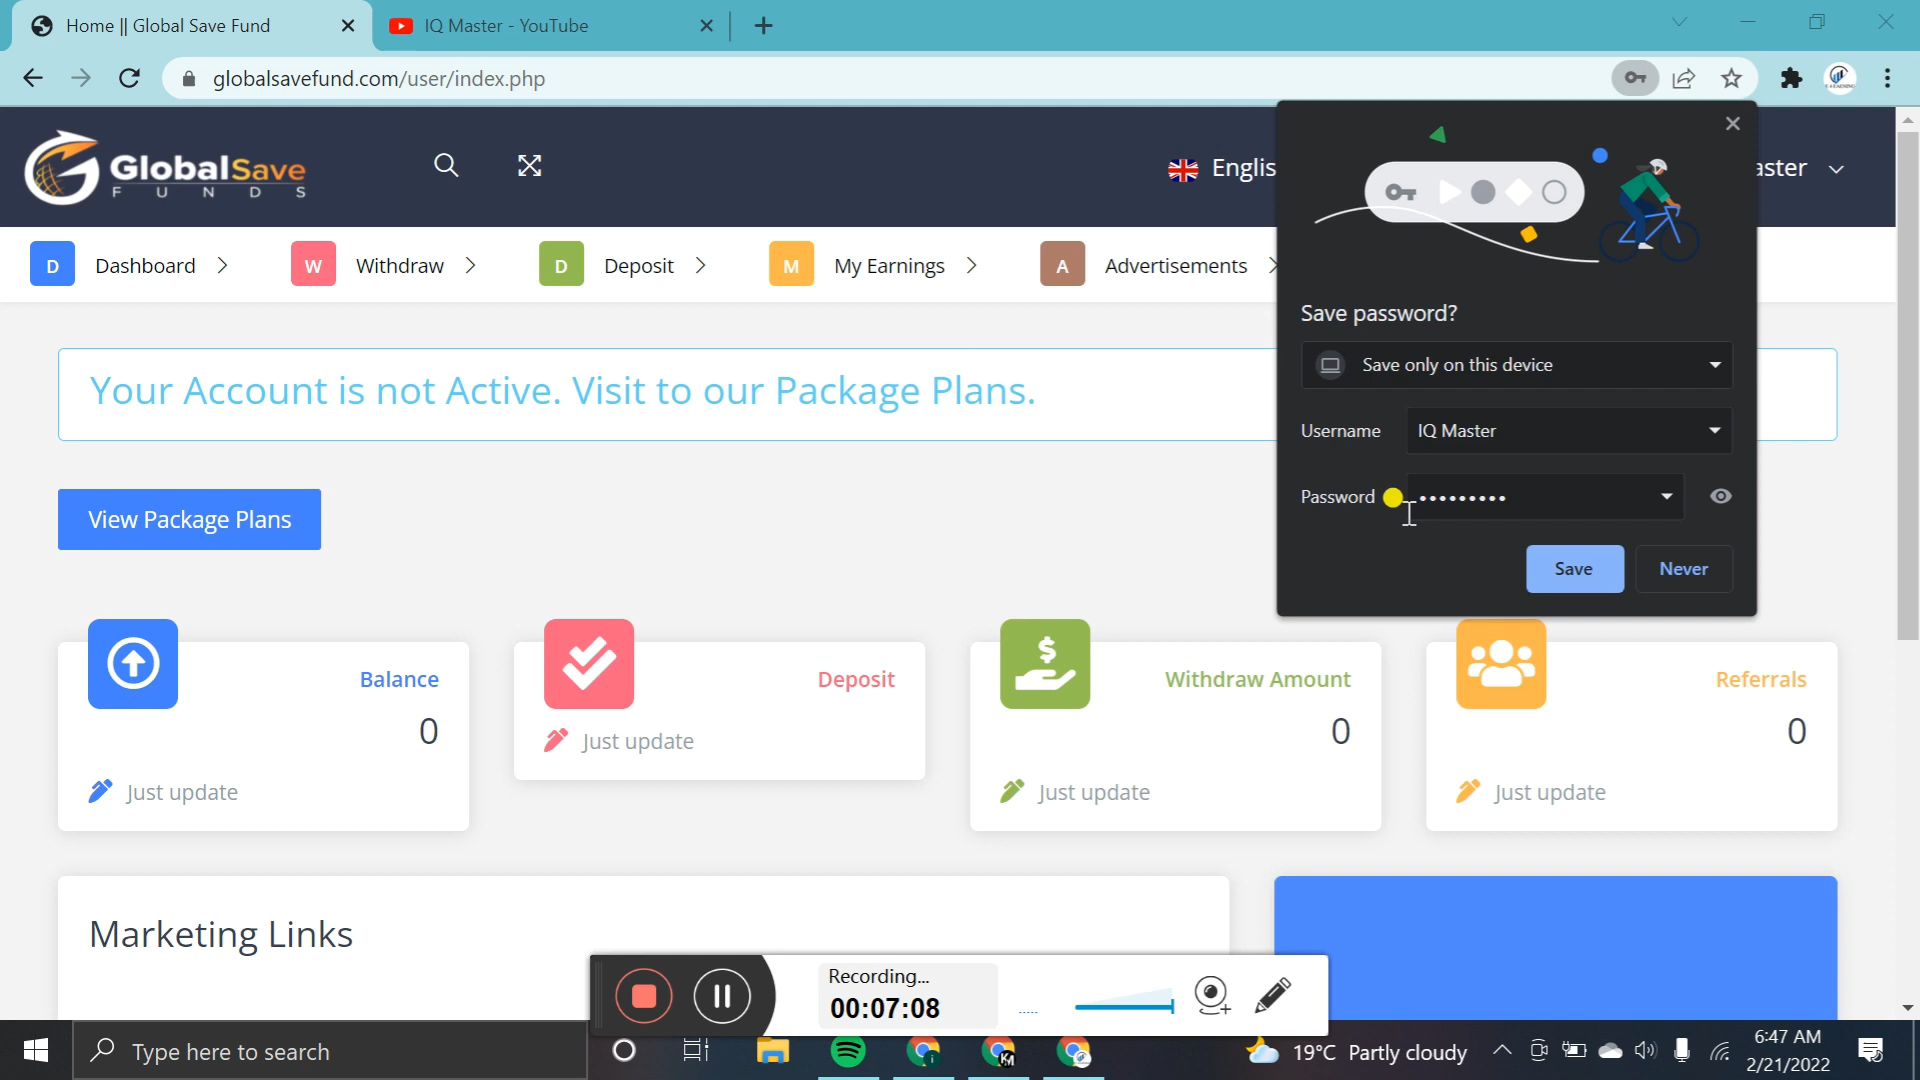 Home || Global Save Fund
IQ Master - YouTube
globalsavefund.com/user/index.php
GlobalSave
FUNDS
Englis
aster
D Dashboard
W Withdraw
D Deposit
M My Earnings
A Advertisements
Your Account is not Active. Visit to our Package Plans.
View Package Plans
Save password?
Save only on this device
Username IQ Master
Password •••••••••
Save Never
Balance
0
Just update
Deposit
Just update
Withdraw Amount
0
Just update
Referrals
0
Just update
Marketing Links
Recording...
00:07:08
Type here to search
19°C Partly cloudy
6:47 AM
2/21/2022